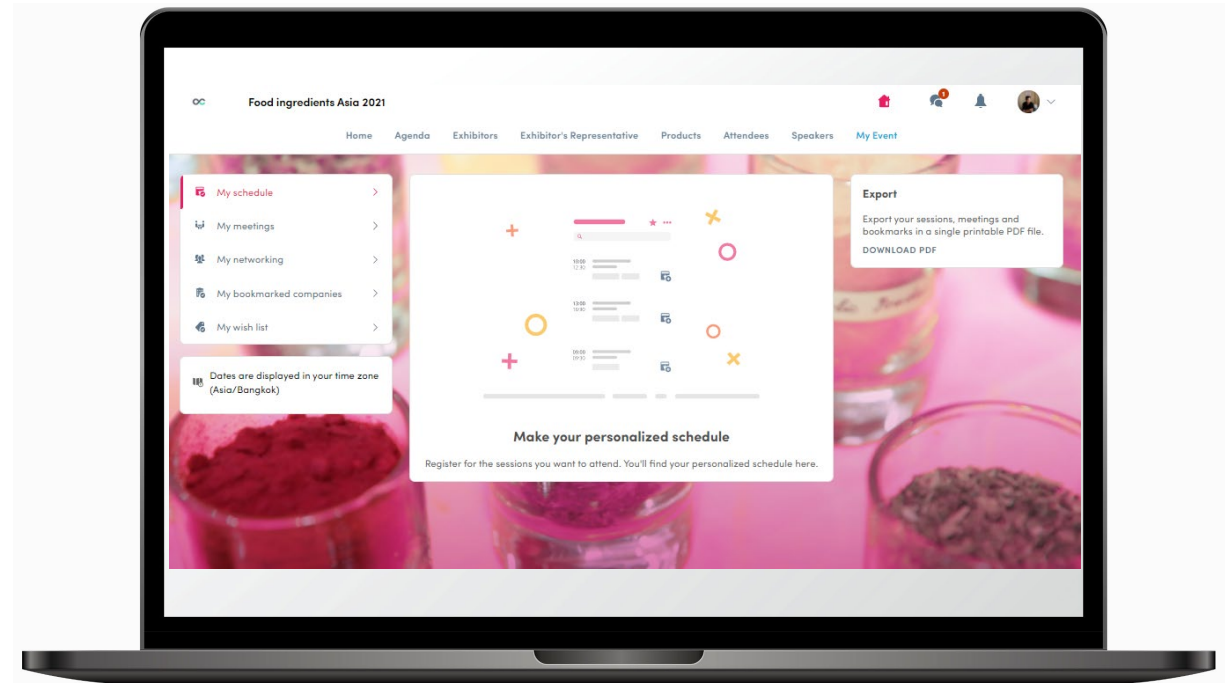 Food ingredients Asia 2021
1
Home Agenda Exhibitors Exhibitor's Representative Products Attendees Speakers My Event
My schedule
My meetings
My networking
My bookmarked companies
My wish list
Dates are displayed in your time zone
(Asia/Bangkok)
Make your personalized schedule
Register for the sessions you want to attend. You'll find your personalized schedule here.
Export
Export your sessions, meetings and
bookmarks in a single printable PDF file.
DOWNLOAD PDF